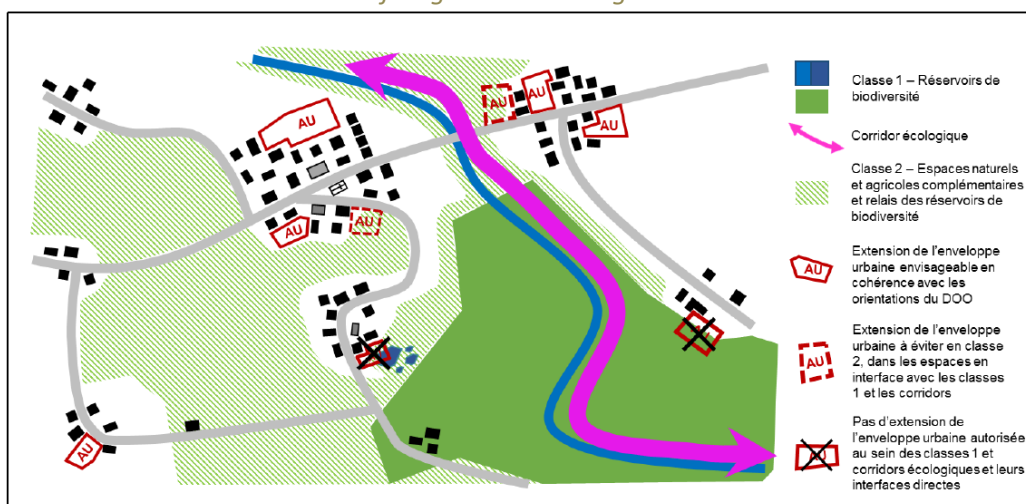 AU
AU
AU
AU
AU
AU
AU
Classe 1 – Réservoirs de
biodiversité
Corridor écologique
Classe 2 – Espaces naturels
et agricoles complémentaires
et relais des réservoirs de
biodiversité
AU
Extension de l'enveloppe
urbaine envisageable en
cohérence avec les
orientations du DOO
AU
Extension de l'enveloppe
urbaine à éviter en classe
2, dans les espaces en
interface avec les classes
1 et les corridors
Pas d'extension de
l'enveloppe urbaine autorisée
au sein des classes 1 et
corridors écologiques et leurs
interfaces directes